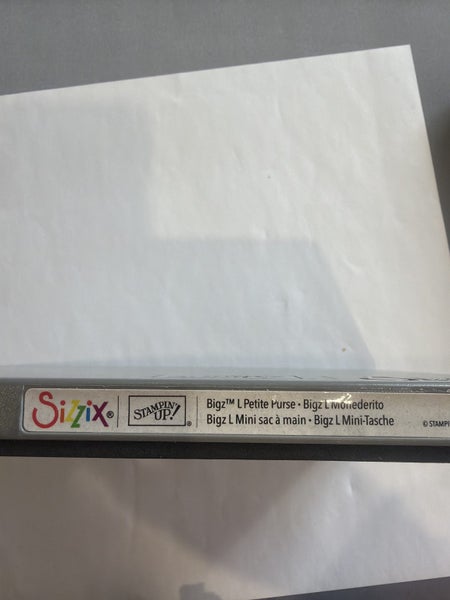 Sizzix®
STAMPIN' UP!®
Bigz™ L Petite Purse • Bigz L Monederito
Bigz L Mini sac à main • Bigz L Mini-Tasche
© STAMPI